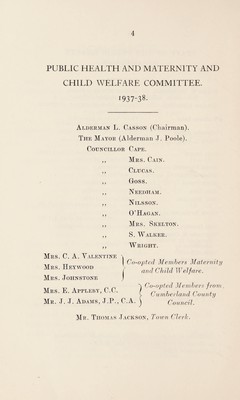 4
PUBLIC HEALTH AND MATERNITY AND
CHILD WELFARE COMMITTEE.
1937-38.
ALDERMAN L. CASSON (Chairman).
THE MAYOR (Alderman J. Poole).
COUNCILLOR CAPE.
,, MRS. CAIN.
,, CLUCAS.
,, GOSS.
,, NEEDHAM.
,, NILSSON.
,, O'HAGAN.
,, MRS. SKELTON.
,, S. WALKER.
,, WRIGHT.
MRS. C. A. VALENTINE
MRS. HEYWOOD
MRS. JOHNSTONE
Co-opted Members Maternity
and Child Welfare.
MRS. E. APPLEBY, C.C.
MR. J. J. ADAMS, J.P., C.A.
Co-opted Members from
Cumberland County
Council.
MR. THOMAS JACKSON, Town Clerk.